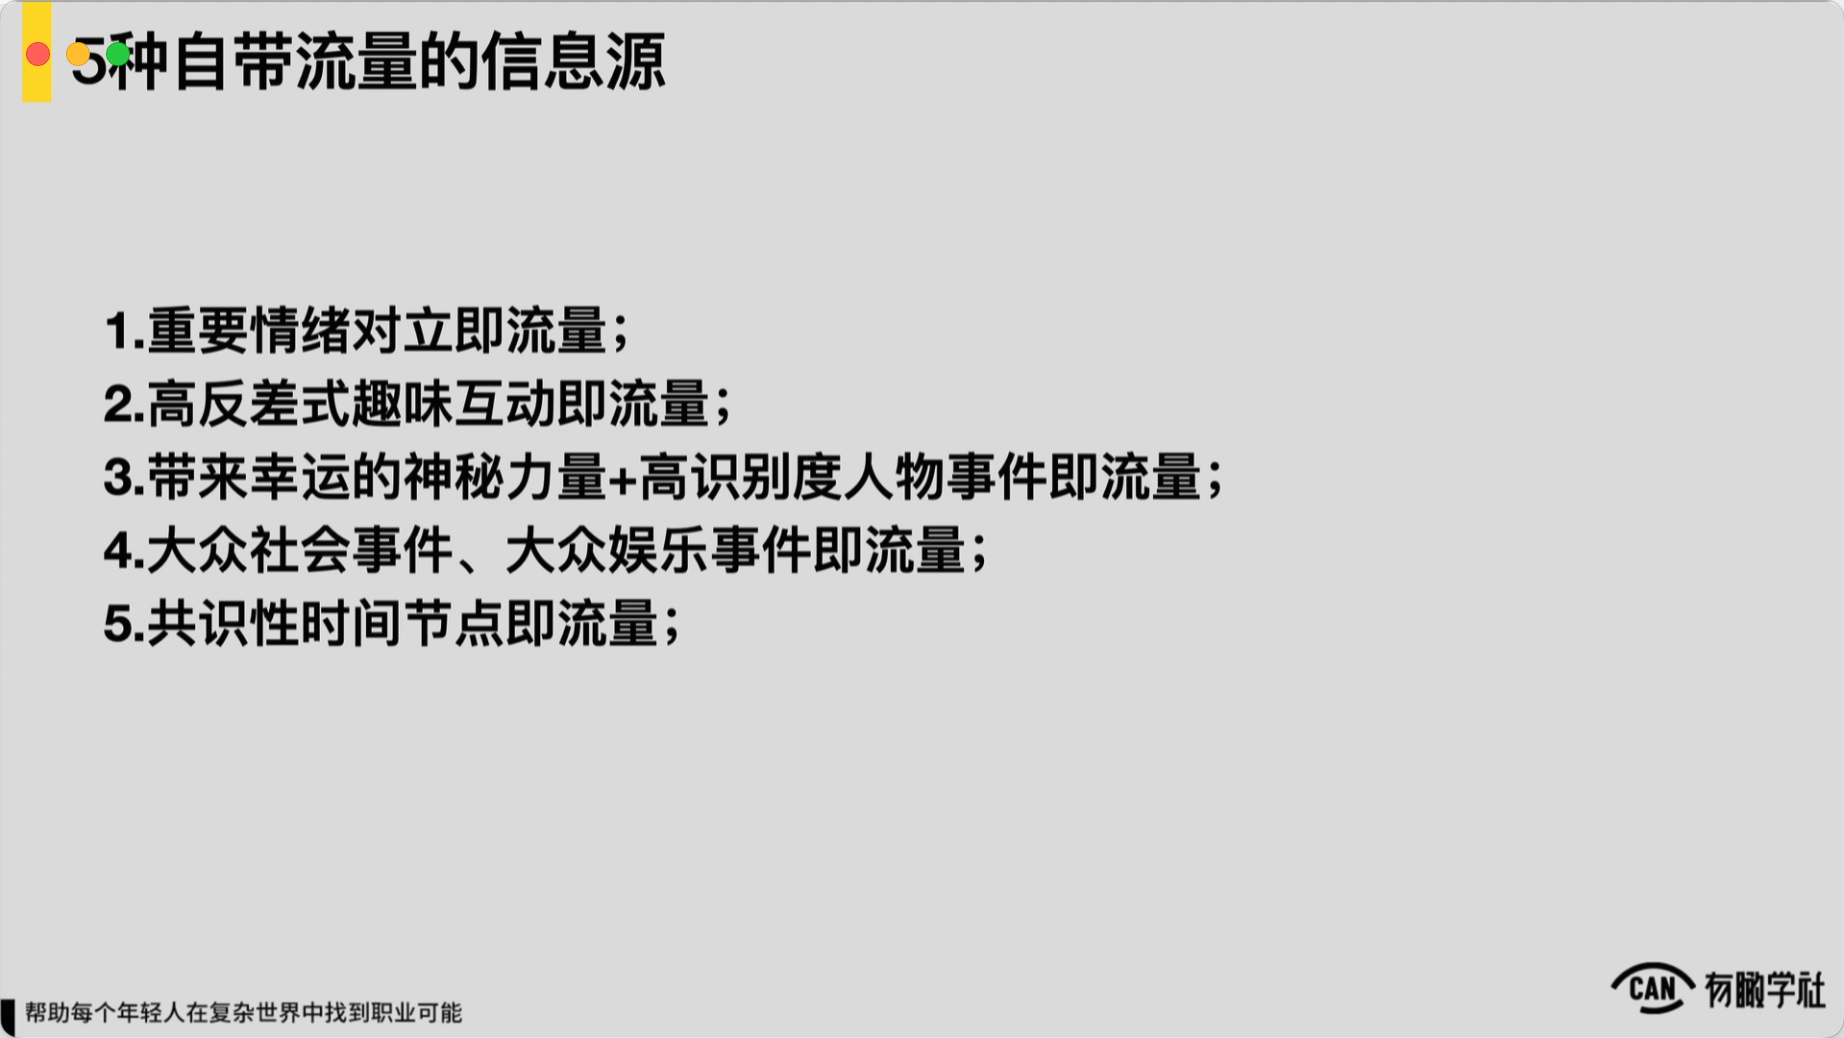 5种自带流量的信息源
1.重要情绪对立即流量；
2.高反差式趣味互动即流量；
3.带来幸运的神秘力量+高识别度人物事件即流量；
4.大众社会事件、大众娱乐事件即流量；
5.共识性时间节点即流量；
帮助每个年轻人在复杂世界中找到职业可能
CAN 有瞰学社